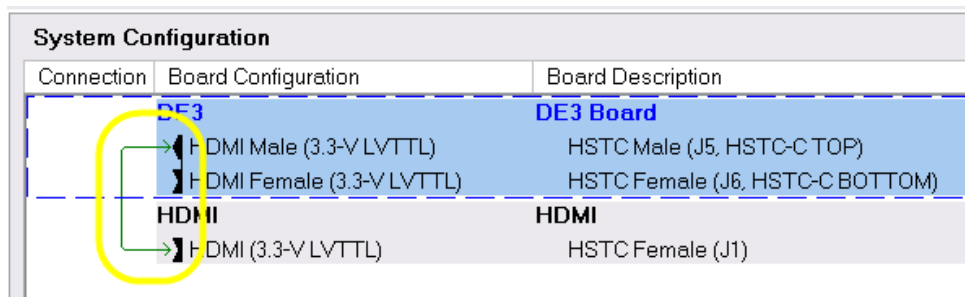 System Configuration
Connection Board Configuration Board Description
DE3 DE3 Board
HDMI Male (3.3-V LVTTL) HSTC Male (J5, HSTC-C TOP)
HDMI Female (3.3-V LVTTL) HSTC Female (J6, HSTC-C BOTTOM)
HDMI HDMI
HDMI (3.3-V LVTTL) HSTC Female (J1)